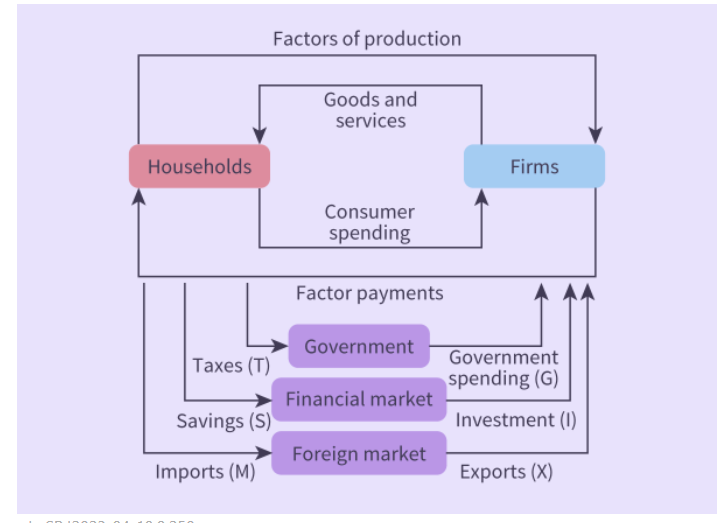 Factors of production
Goods and
services
Households
Firms
Consumer
spending
Factor payments
Government
Taxes (T)
Government
spending (G)
Financial market
Savings (S)
Investment (I)
Foreign market
Imports (M)
Exports (X)